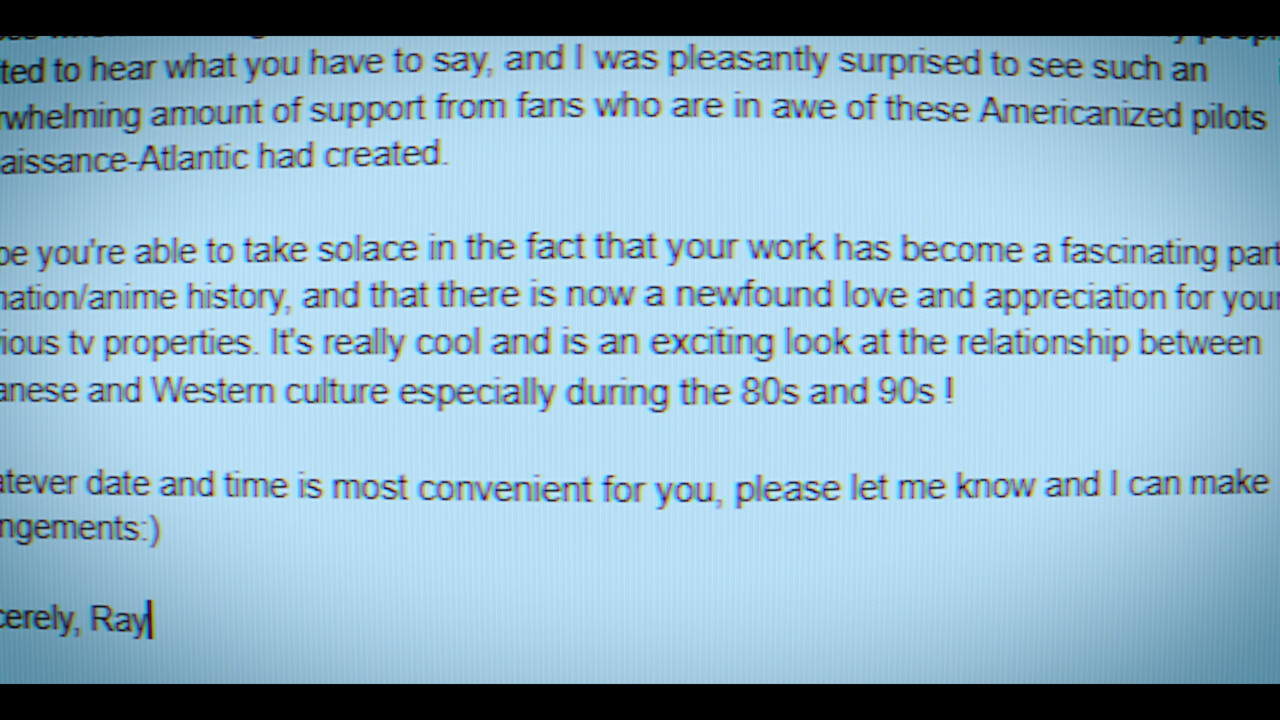 ted to hear what you have to say, and I was pleasantly surprised to see such an
rwhelming amount of support from fans who are in awe of these Americanized pilots
aissance-Atlantic had created.
pe you're able to take solace in the fact that your work has become a fascinating part
nation/anime history, and that there is now a newfound love and appreciation for your
ious tv properties. It's really cool and is an exciting look at the relationship between
anese and Western culture especially during the 80s and 90s !
atever date and time is most convenient for you, please let me know and I can make
ngements:)
cerely, Ray